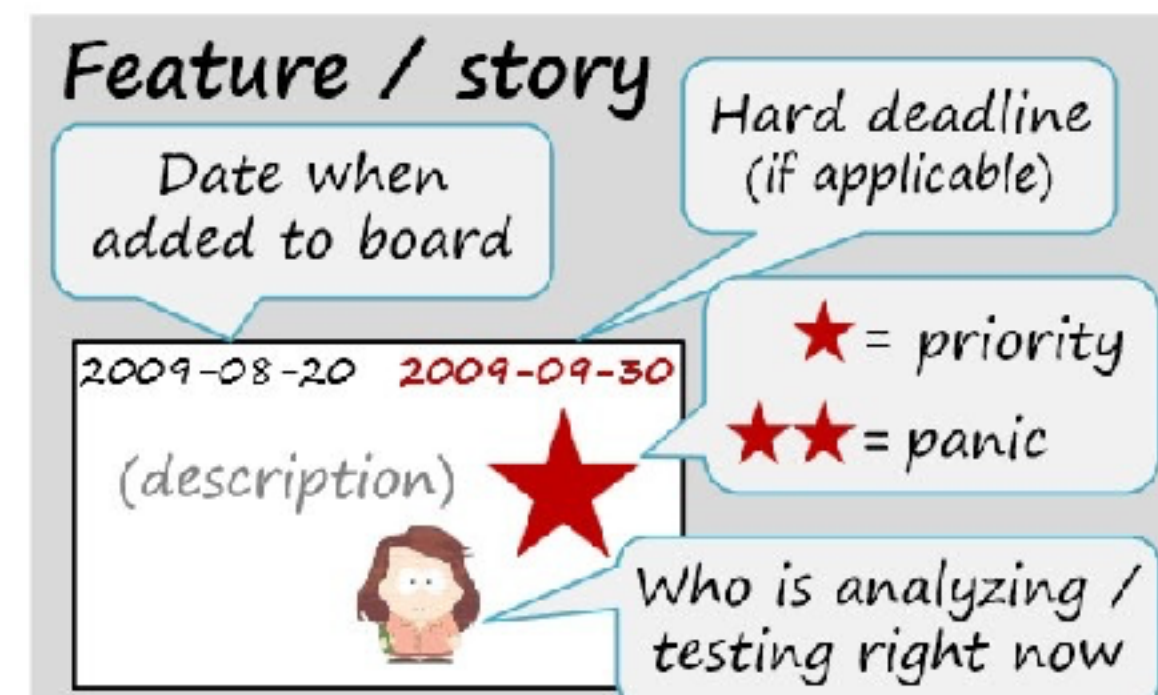 Feature / story
Date when
added to board
Hard deadline
(if applicable)
2009-08-20 2009-09-30
= priority
= panic
(description)
Who is analyzing /
testing right now